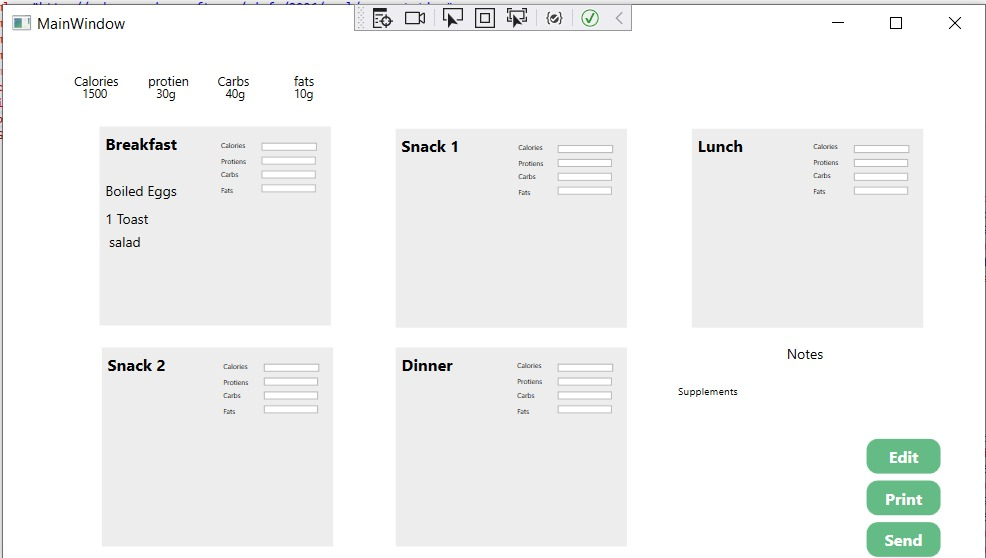 MainWindow
Calories protien Carbs fats
1500 30g 40g 10g
Breakfast
Calories
Protiens
Carbs
Fats
Boiled Eggs
1 Toast
salad
Snack 1
Calories
Protiens
Carbs
Fats
Lunch
Calories
Protiens
Carbs
Fats
Snack 2
Calories
Protiens
Carbs
Fats
Dinner
Calories
Protiens
Carbs
Fats
Notes
Supplements
Edit
Print
Send